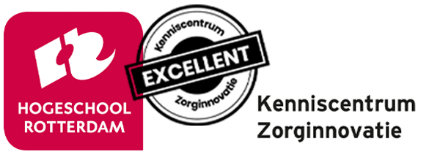 HOGESCHOOL
ROTTERDAM
Kenniscentrum
EXCELLENT
Zorginnovatie
Kenniscentrum
Zorginnovatie